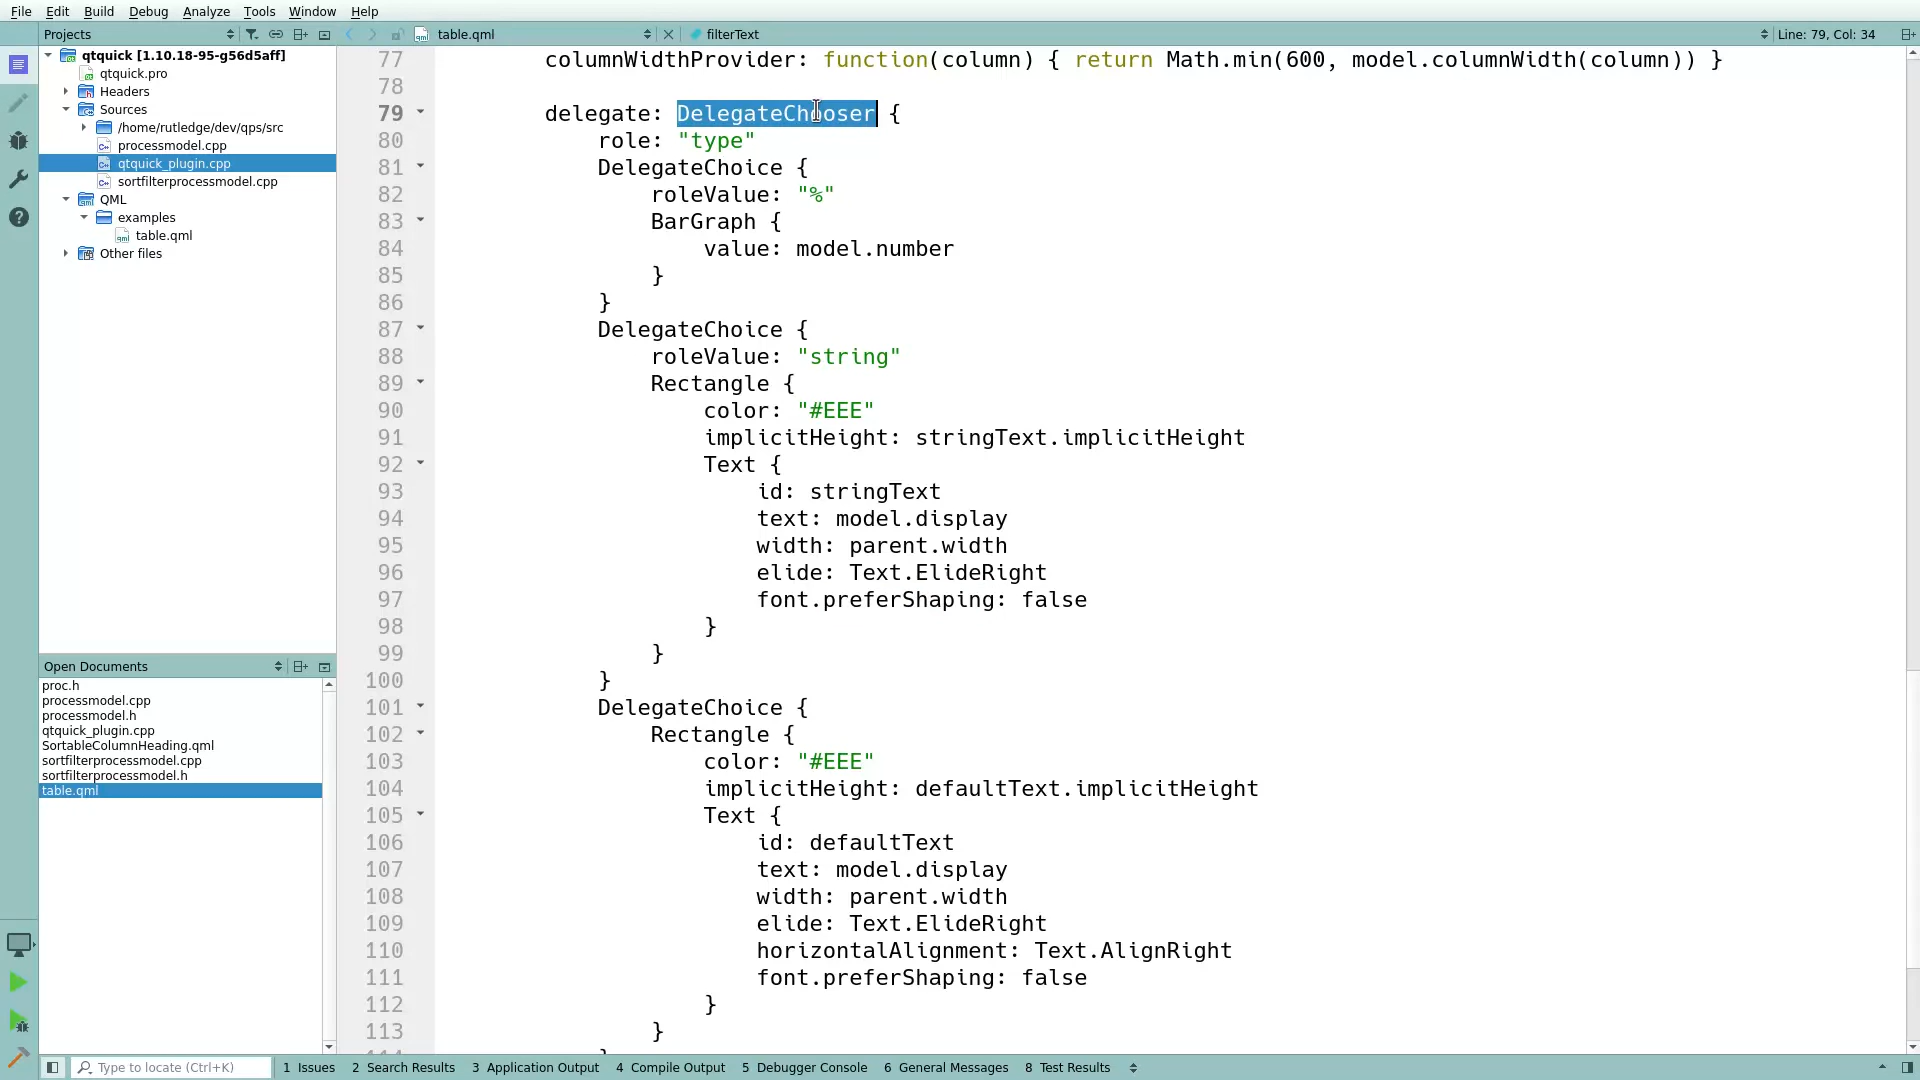 File Edit Build Debug Analyze Tools Window Help
Projects
table.qml
filterText
Line: 79, Col: 34
qtquick [1.10.18-95-g56d5aff]
qtquick.pro
Headers
Sources
/home/rutledge/dev/qps/src
processmodel.cpp
qtquick_plugin.cpp
sortfilterprocessmodel.cpp
QML
examples
table.qml
Other files
Open Documents
proc.h
processmodel.cpp
processmodel.h
qtquick_plugin.cpp
SortableColumnHeading.qml
sortfilterprocessmodel.cpp
sortfilterprocessmodel.h
table.qml
77 columnWidthProvider: function(column) { return Math.min(600, model.columnWidth(column)) }
78
79 delegate: DelegateChooser {
80 role: "type"
81 DelegateChoice {
82 roleValue: "%"
83 BarGraph {
84 value: model.number
85 }
86 }
87 DelegateChoice {
88 roleValue: "string"
89 Rectangle {
90 color: "#EEE"
91 implicitHeight: stringText.implicitHeight
92 Text {
93 id: stringText
94 text: model.display
95 width: parent.width
96 elide: Text.ElideRight
97 font.preferShaping: false
98 }
99 }
100 }
101 DelegateChoice {
102 Rectangle {
103 color: "#EEE"
104 implicitHeight: defaultText.implicitHeight
105 Text {
106 id: defaultText
107 text: model.display
108 width: parent.width
109 elide: Text.ElideRight
110 horizontalAlignment: Text.AlignRight
111 font.preferShaping: false
112 }
113 }
Type to locate (Ctrl+K)
1 Issues 2 Search Results 3 Application Output 4 Compile Output 5 Debugger Console 6 General Messages 8 Test Results